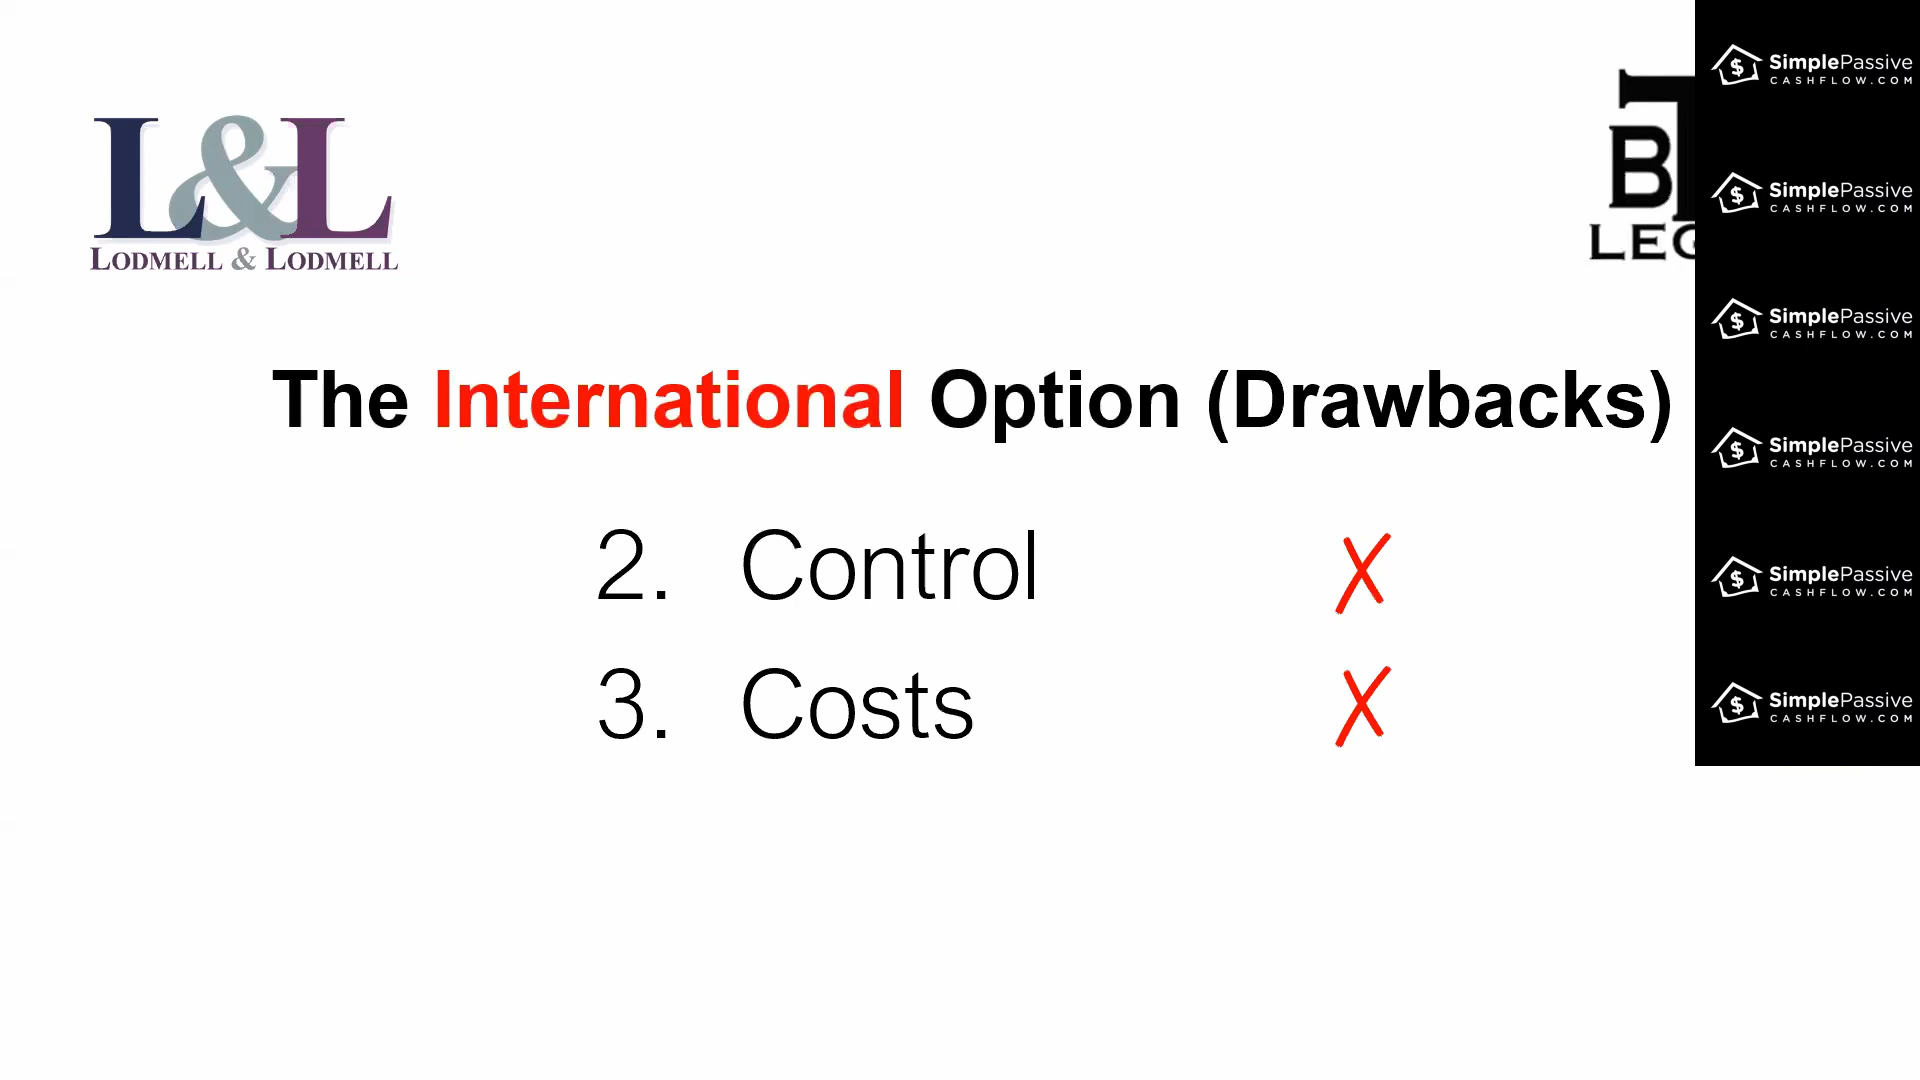 L&L
LODMELL & LODMELL
B
The International Option (Drawbacks)
2. Control X
3. Costs X
SimplePassive
CASHFLOW.COM
SimplePassive
CASHFLOW.COM
SimplePassive
CASHFLOW.COM
SimplePassive
CASHFLOW.COM
SimplePassive
CASHFLOW.COM
SimplePassive
CASHFLOW.COM